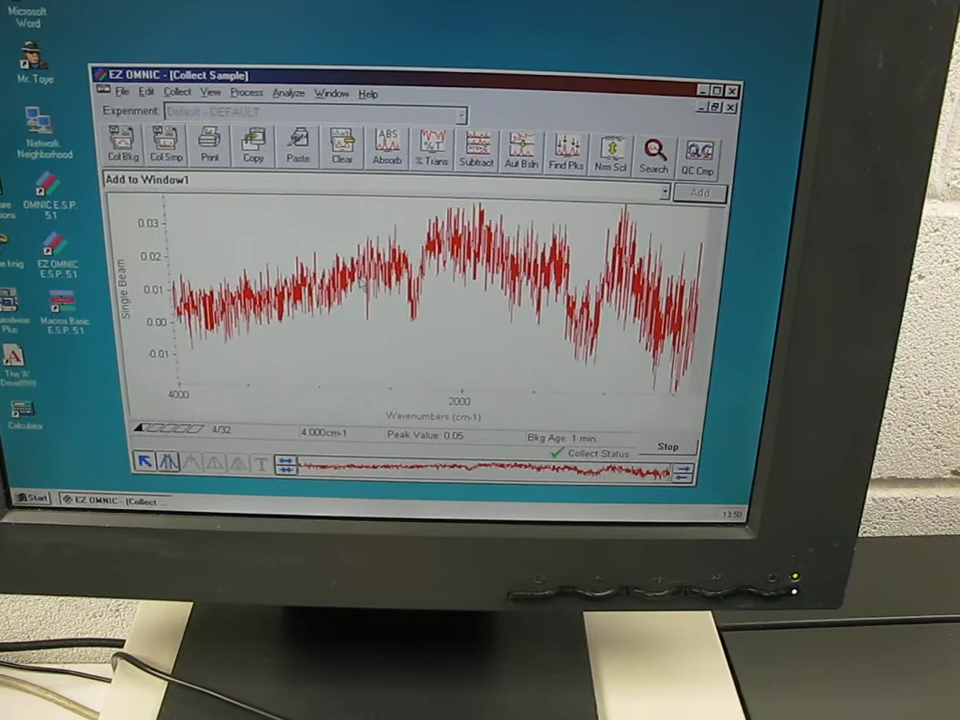 Microsoft
Word
Mr. Toye
Network
Neighborhood
OMNIC E.S.P.
5.1
EZ OMNIC
E.S.P 5.1
Macros Basic
E.S.P. 5.1
Plus
The W
Calculator
EZ OMNIC - [Collect Sample]
File Edit Collect View Process Analyze Window Help
Experiment: Default - DEFAULT
Col Bkg Col Smp Print Copy Paste Clear Absorb % Trans Subtract Aut Bsln Find Pks Nrm Scl Search QC Cmp
Add to Window1 Add
0.03
0.02
0.01
0.00
-0.01
Single Beam
4000 2000
Wavenumbers (cm-1)
4/32 4.000cm-1 Peak Value: 0.05 Bkg Age: 1 min Stop
Collect Status
T
Start EZ OMNIC - [Collect ... 13:50